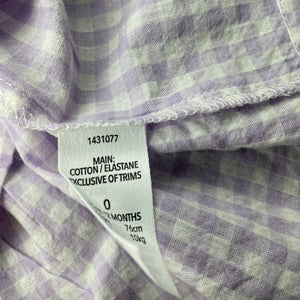 1431077
MAIN:
COTTON / ELASTANE
EXCLUSIVE OF TRIMS
0
MONTHS
76cm
10kg